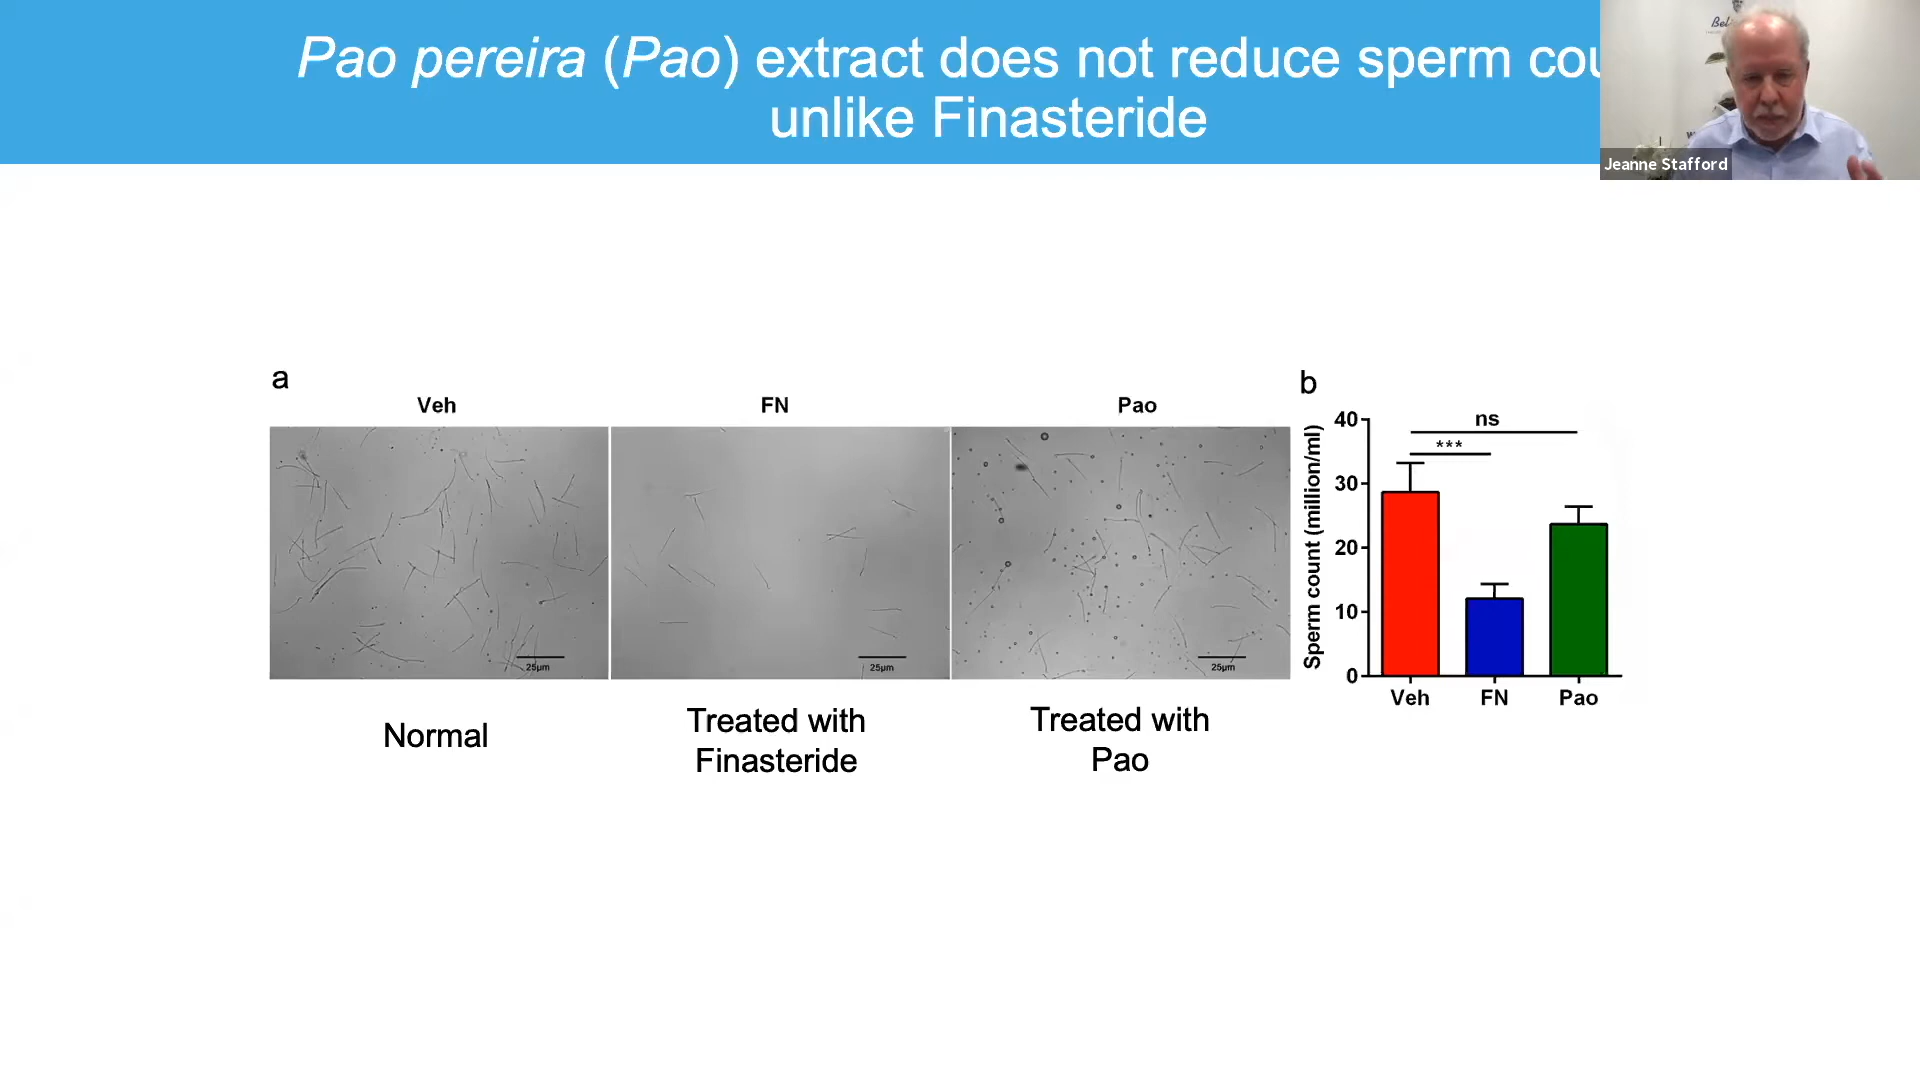 Pao pereira (Pao) extract does not reduce sperm cou
unlike Finasteride
Jeanne Stafford
a
Veh
FN
Pao
25µm
25µm
25µm
Normal
Treated with
Finasteride
Treated with
Pao
b
Sperm count (million/ml)
40
30
20
10
0
ns
***
Veh
FN
Pao